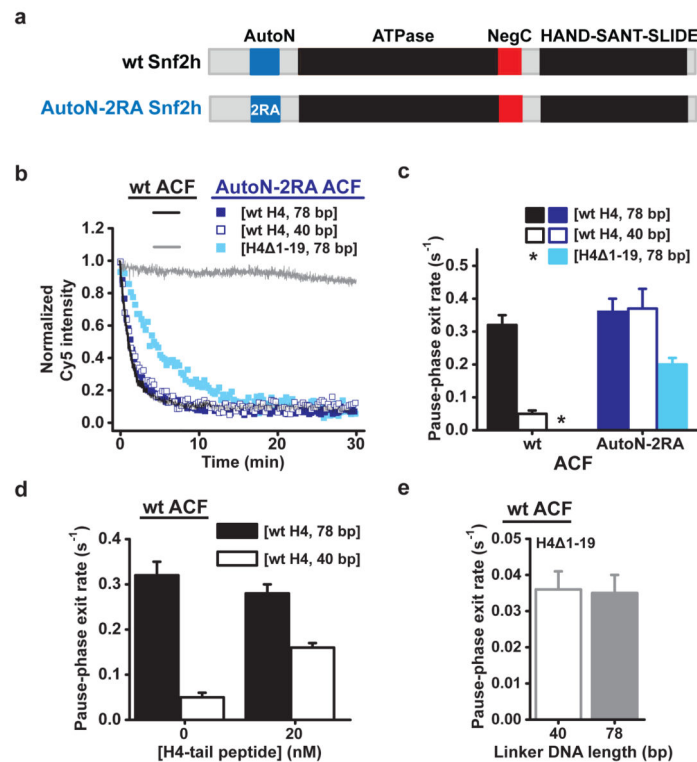 a
AutoN ATPase NegC HAND-SANT-SLIDE
wt Snf2h
AutoN-2RA Snf2h 2RA
b
wt ACF AutoN-2RA ACF
[wt H4, 78 bp]
[wt H4, 40 bp]
[H4Δ1-19, 78 bp]
Normalized
Cy5 intensity
1.2
1.0
0.8
0.6
0.4
0.2
0.0
0 10 20 30
Time (min)
c
[wt H4, 78 bp]
[wt H4, 40 bp]
* [H4Δ1-19, 78 bp]
Pause-phase exit rate (s⁻¹)
0.4
0.3
0.2
0.1
0.0
*
wt AutoN-2RA
ACF
d
wt ACF
[wt H4, 78 bp]
[wt H4, 40 bp]
Pause-phase exit rate (s⁻¹)
0.4
0.3
0.2
0.1
0.0
0 20
[H4-tail peptide] (nM)
e
wt ACF
H4Δ1-19
Pause-phase exit rate (s⁻¹)
0.05
0.04
0.03
0.02
0.01
0.00
40 78
Linker DNA length (bp)